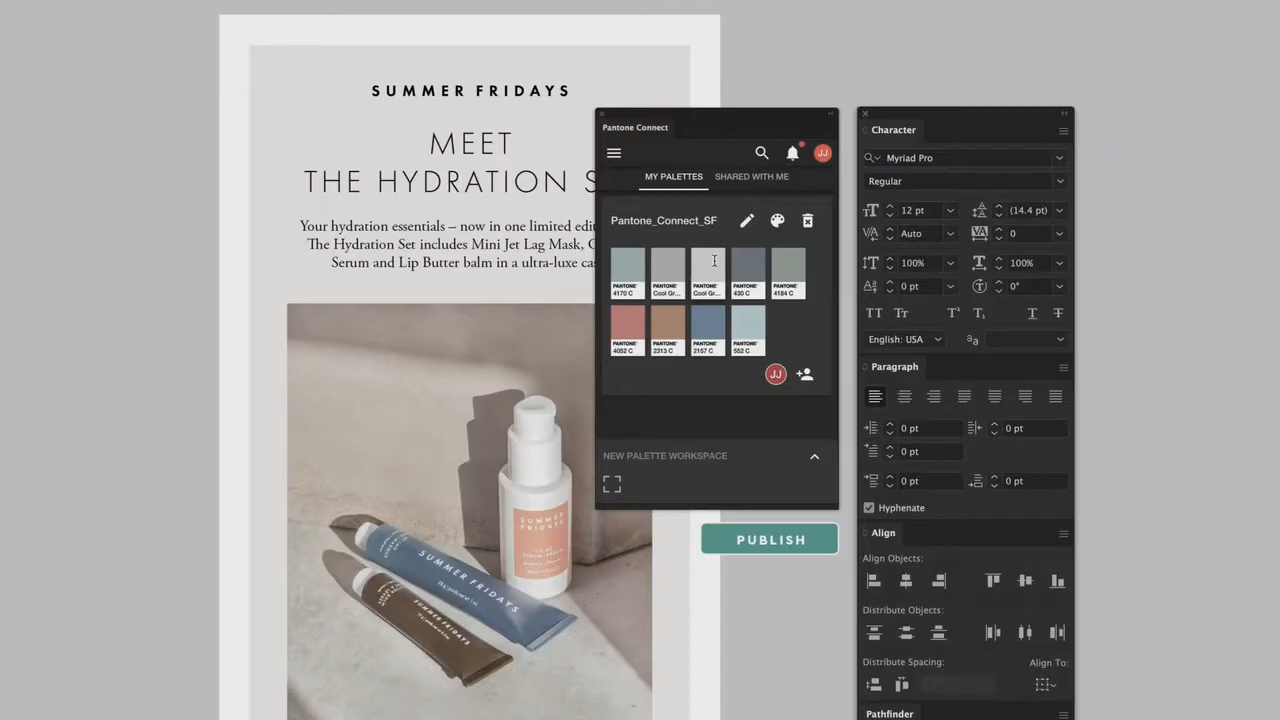 SUMMER FRIDAYS
MEET
THE HYDRATION S
Your hydration essentials – now in one limited edi
The Hydration Set includes Mini Jet Lag Mask, C
Serum and Lip Butter balm in a ultra-luxe ca
SUMMER
FRIDAYS
SUMMER FRIDAYS
SUMMER FRIDAYS
Pantone Connect
JJ
MY PALETTES SHARED WITH ME
Pantone_Connect_SF
PANTONE PANTONE PANTONE PANTONE PANTONE
4170 C Cool Gr... Cool Gr... 430 C 4184 C
PANTONE PANTONE PANTONE PANTONE
4052 C 2313 C 2157 C 552 C
JJ
NEW PALETTE WORKSPACE
PUBLISH
Character
Myriad Pro
Regular
12 pt (14.4 pt)
Auto 0
100% 100%
0 pt 0°
English: USA
Paragraph
0 pt 0 pt
0 pt
0 pt 0 pt
Hyphenate
Align
Align Objects:
Distribute Objects:
Distribute Spacing: Align To:
Pathfinder